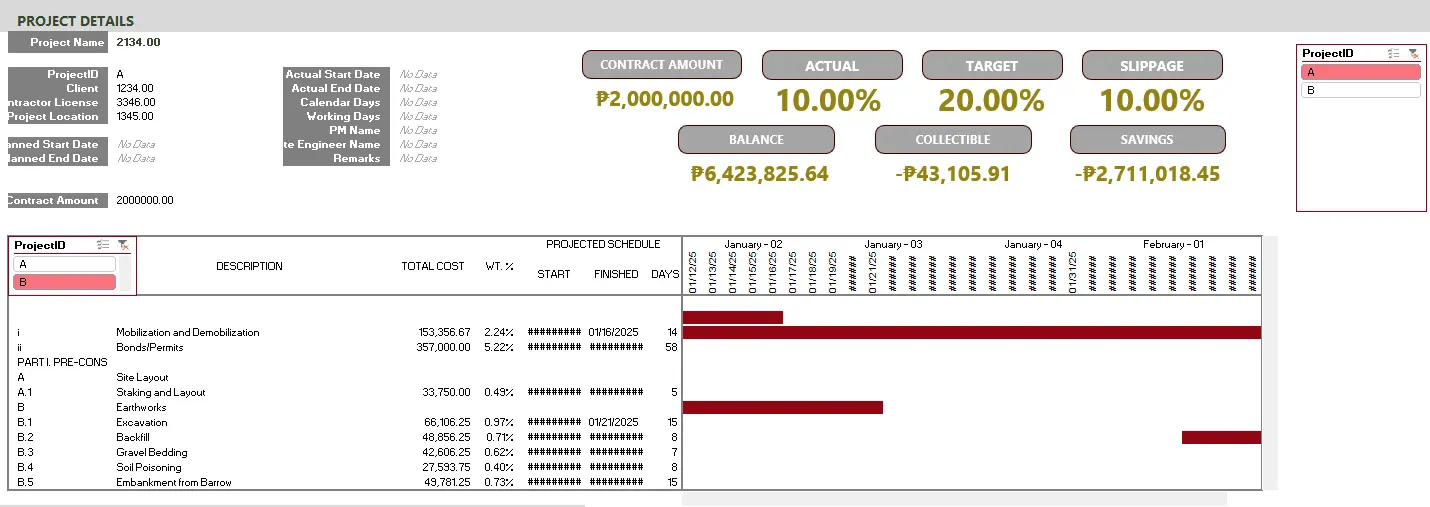 PROJECT DETAILS
Project Name 2134.00
ProjectID A
Client 1234.00
ntractor License 3346.00
Project Location 1345.00
anned Start Date No Data
lanned End Date No Data
Contract Amount 2000000.00
Actual Start Date No Data
Actual End Date No Data
Calendar Days No Data
Working Days No Data
PM Name No Data
te Engineer Name No Data
Remarks No Data
CONTRACT AMOUNT ACTUAL TARGET SLIPPAGE
₱2,000,000.00 10.00% 20.00% 10.00%
BALANCE COLLECTIBLE SAVINGS
₱6,423,825.64 -₱43,105.91 -₱2,711,018.45
ProjectID
A
B
ProjectID
A
B
DESCRIPTION TOTAL COST WT. % PROJECTED SCHEDULE
START FINISHED DAYS
January - 02 January - 03 January - 04 February - 01
01/12/25 01/13/25 01/14/25 01/15/25 01/16/25 01/17/25 01/18/25 01/19/25 ###### 01/21/25 ###### ###### ###### ###### ###### ###### ###### ###### ###### 01/31/25 ###### ###### ###### ###### ###### ###### ###### ###### ######
i Mobilization and Demobilization 153,356.67 2.24% ######### 01/16/2025 14
ii Bonds/Permits 357,000.00 5.22% ######### ######### 58
PART I. PRE-CONS
A Site Layout
A.1 Staking and Layout 33,750.00 0.49% ######### ######### 5
B Earthworks
B.1 Excavation 66,106.25 0.97% ######### 01/21/2025 15
B.2 Backfill 48,856.25 0.71% ######### ######### 8
B.3 Gravel Bedding 42,606.25 0.62% ######### ######### 7
B.4 Soil Poisoning 27,593.75 0.40% ######### ######### 8
B.5 Embankment from Barrow 49,781.25 0.73% ######### ######### 15